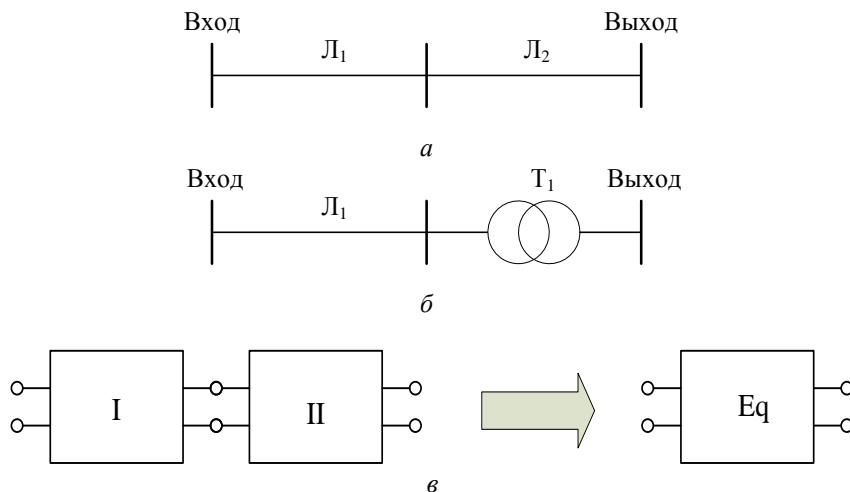 Вход Выход
Л₁ Л₂
а
Вход Т₁ Выход
Л₁
б
I II Eq
в